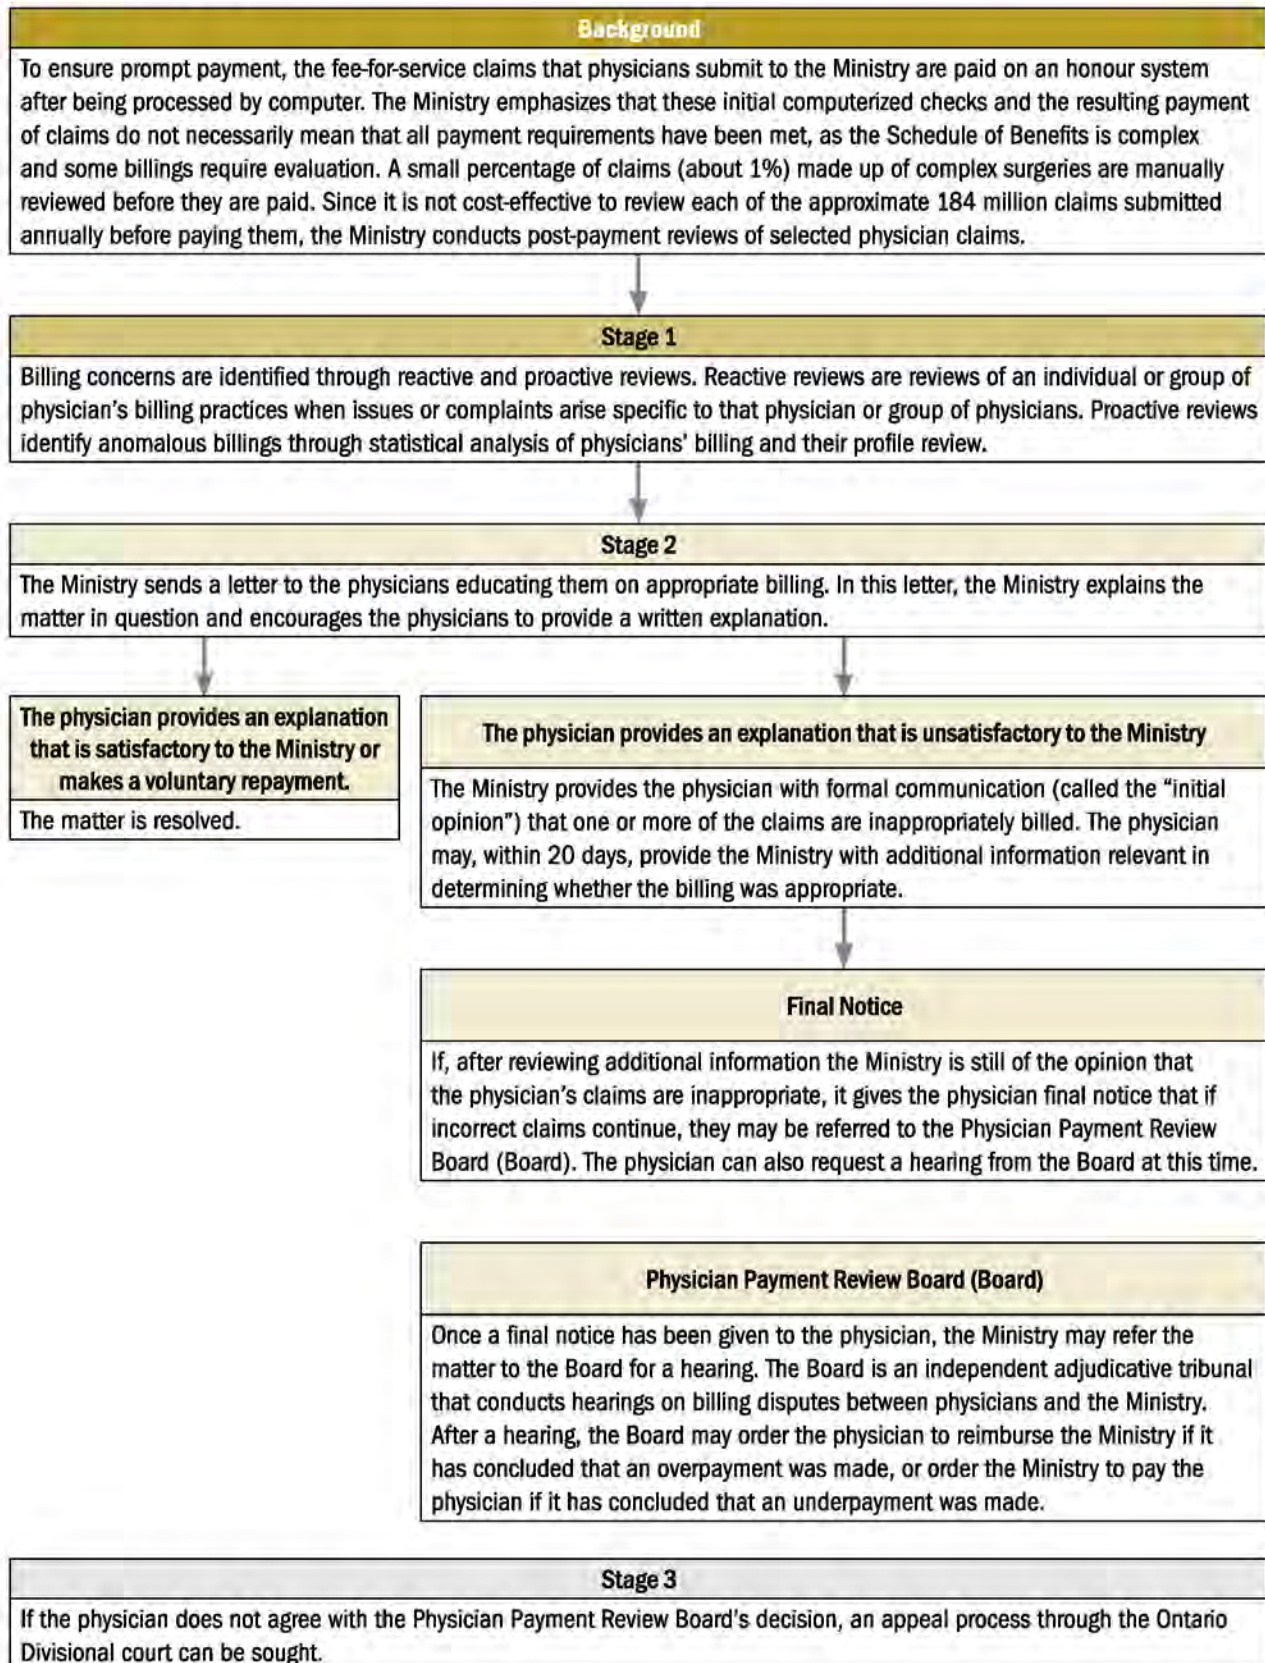 Background
To ensure prompt payment, the fee-for-service claims that physicians submit to the Ministry are paid on an honour system
after being processed by computer. The Ministry emphasizes that these initial computerized checks and the resulting payment
of claims do not necessarily mean that all payment requirements have been met, as the Schedule of Benefits is complex
and some billings require evaluation. A small percentage of claims (about 1%) made up of complex surgeries are manually
reviewed before they are paid. Since it is not cost-effective to review each of the approximate 184 million claims submitted
annually before paying them, the Ministry conducts post-payment reviews of selected physician claims.
Stage 1
Billing concerns are identified through reactive and proactive reviews. Reactive reviews are reviews of an individual or group of
physician's billing practices when issues or complaints arise specific to that physician or group of physicians. Proactive reviews
identify anomalous billings through statistical analysis of physicians' billing and their profile review.
Stage 2
The Ministry sends a letter to the physicians educating them on appropriate billing. In this letter, the Ministry explains the
matter in question and encourages the physicians to provide a written explanation.
The physician provides an explanation
that is satisfactory to the Ministry or
makes a voluntary repayment.
The matter is resolved.
The physician provides an explanation that is unsatisfactory to the Ministry
The Ministry provides the physician with formal communication (called the "initial
opinion") that one or more of the claims are inappropriately billed. The physician
may, within 20 days, provide the Ministry with additional information relevant in
determining whether the billing was appropriate.
Final Notice
If, after reviewing additional information the Ministry is still of the opinion that
the physician's claims are inappropriate, it gives the physician final notice that if
incorrect claims continue, they may be referred to the Physician Payment Review
Board (Board). The physician can also request a hearing from the Board at this time.
Physician Payment Review Board (Board)
Once a final notice has been given to the physician, the Ministry may refer the
matter to the Board for a hearing. The Board is an independent adjudicative tribunal
that conducts hearings on billing disputes between physicians and the Ministry.
After a hearing, the Board may order the physician to reimburse the Ministry if it
has concluded that an overpayment was made, or order the Ministry to pay the
physician if it has concluded that an underpayment was made.
Stage 3
If the physician does not agree with the Physician Payment Review Board's decision, an appeal process through the Ontario
Divisional court can be sought.